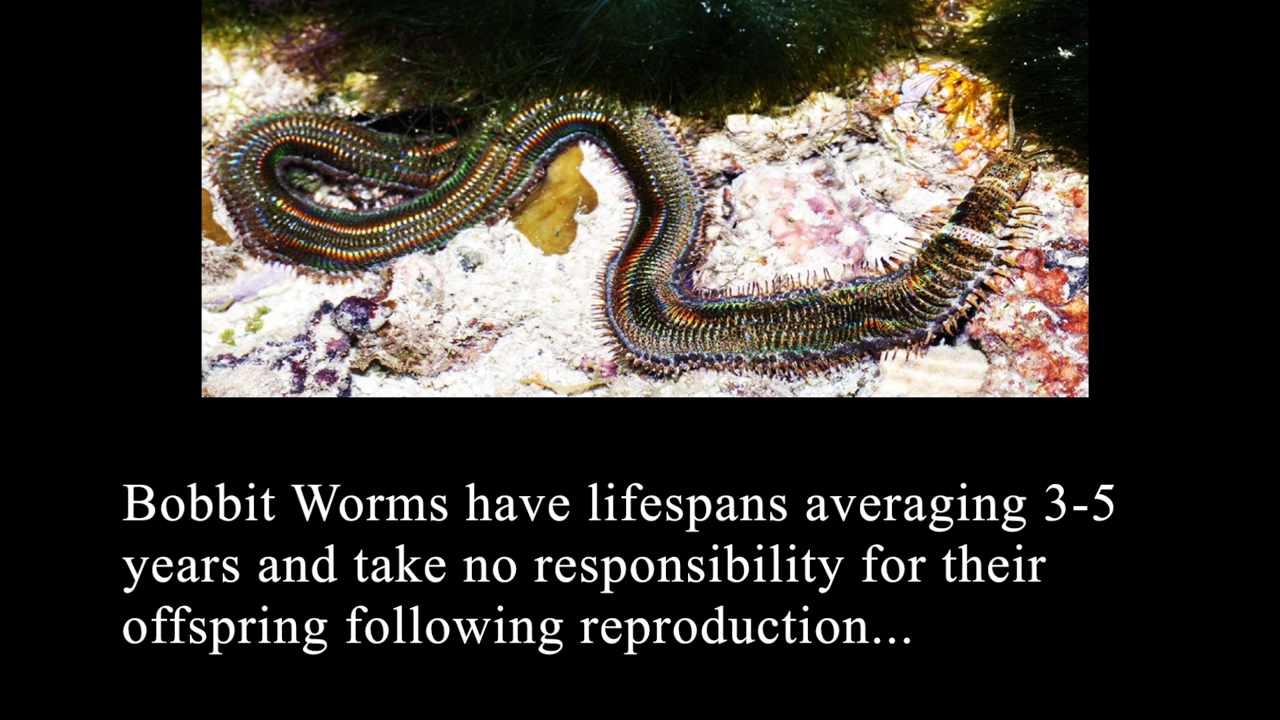 Bobbit Worms have lifespans averaging 3-5
years and take no responsibility for their
offspring following reproduction...